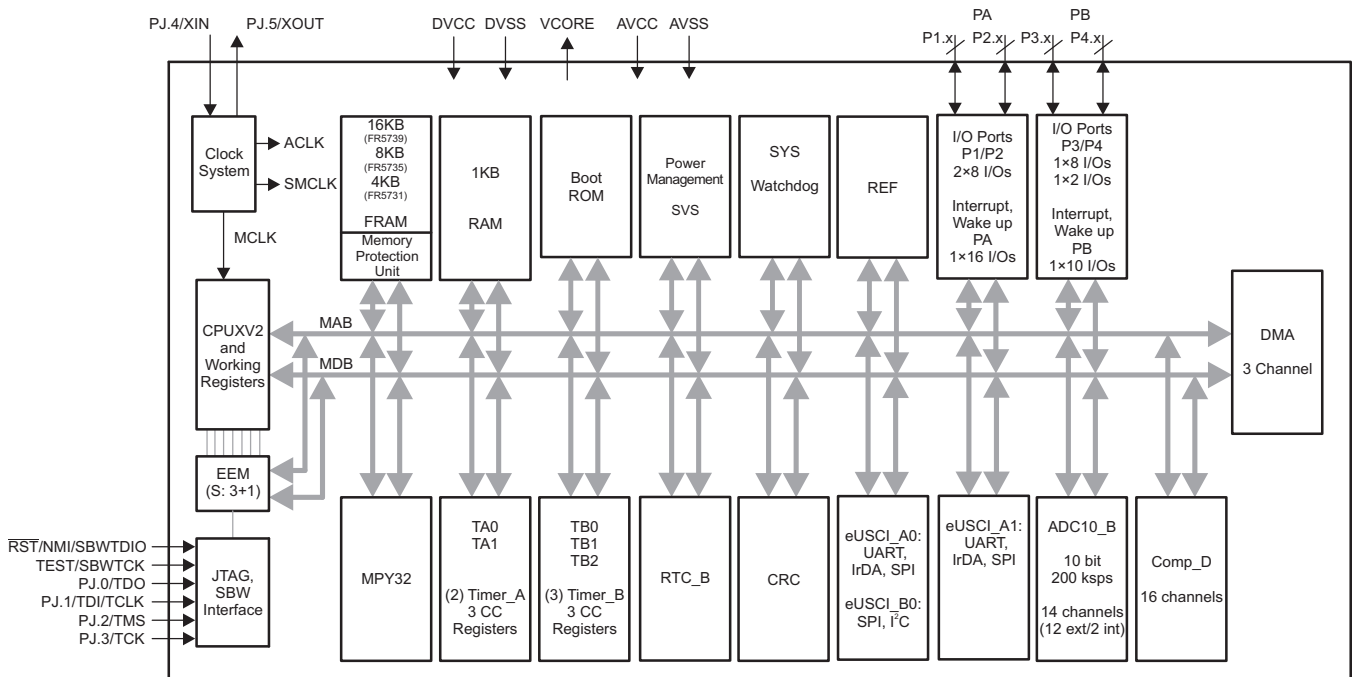 PJ.4/XIN
PJ.5/XOUT
DVCC
DVSS
VCORE
AVCC
AVSS
PA
PB
P1.x
P2.x
P3.x
P4.x
Clock
System
ACLK
SMCLK
MCLK
16KB
(FR5739)
8KB
(FR5735)
4KB
(FR5731)
FRAM
Memory
Protection
Unit
1KB
RAM
Boot
ROM
Power
Management
SVS
SYS
Watchdog
REF
I/O Ports
P1/P2
2×8 I/Os
Interrupt,
Wake up
PA
1×16 I/Os
I/O Ports
P3/P4
1×8 I/Os
1×2 I/Os
Interrupt,
Wake up
PB
1×10 I/Os
CPUXV2
and
Working
Registers
MAB
MDB
DMA
3 Channel
EEM
(S: 3+1)
RST/NMI/SBWTDIO
TEST/SBWTCK
PJ.0/TDO
PJ.1/TDI/TCLK
PJ.2/TMS
PJ.3/TCK
JTAG,
SBW
Interface
MPY32
TA0
TA1
(2) Timer_A
3 CC
Registers
TB0
TB1
TB2
(3) Timer_B
3 CC
Registers
RTC_B
CRC
eUSCI_A0:
UART,
IrDA, SPI
eUSCI_B0:
SPI, I²C
eUSCI_A1:
UART,
IrDA, SPI
ADC10_B
10 bit
200 ksps
14 channels
(12 ext/2 int)
Comp_D
16 channels